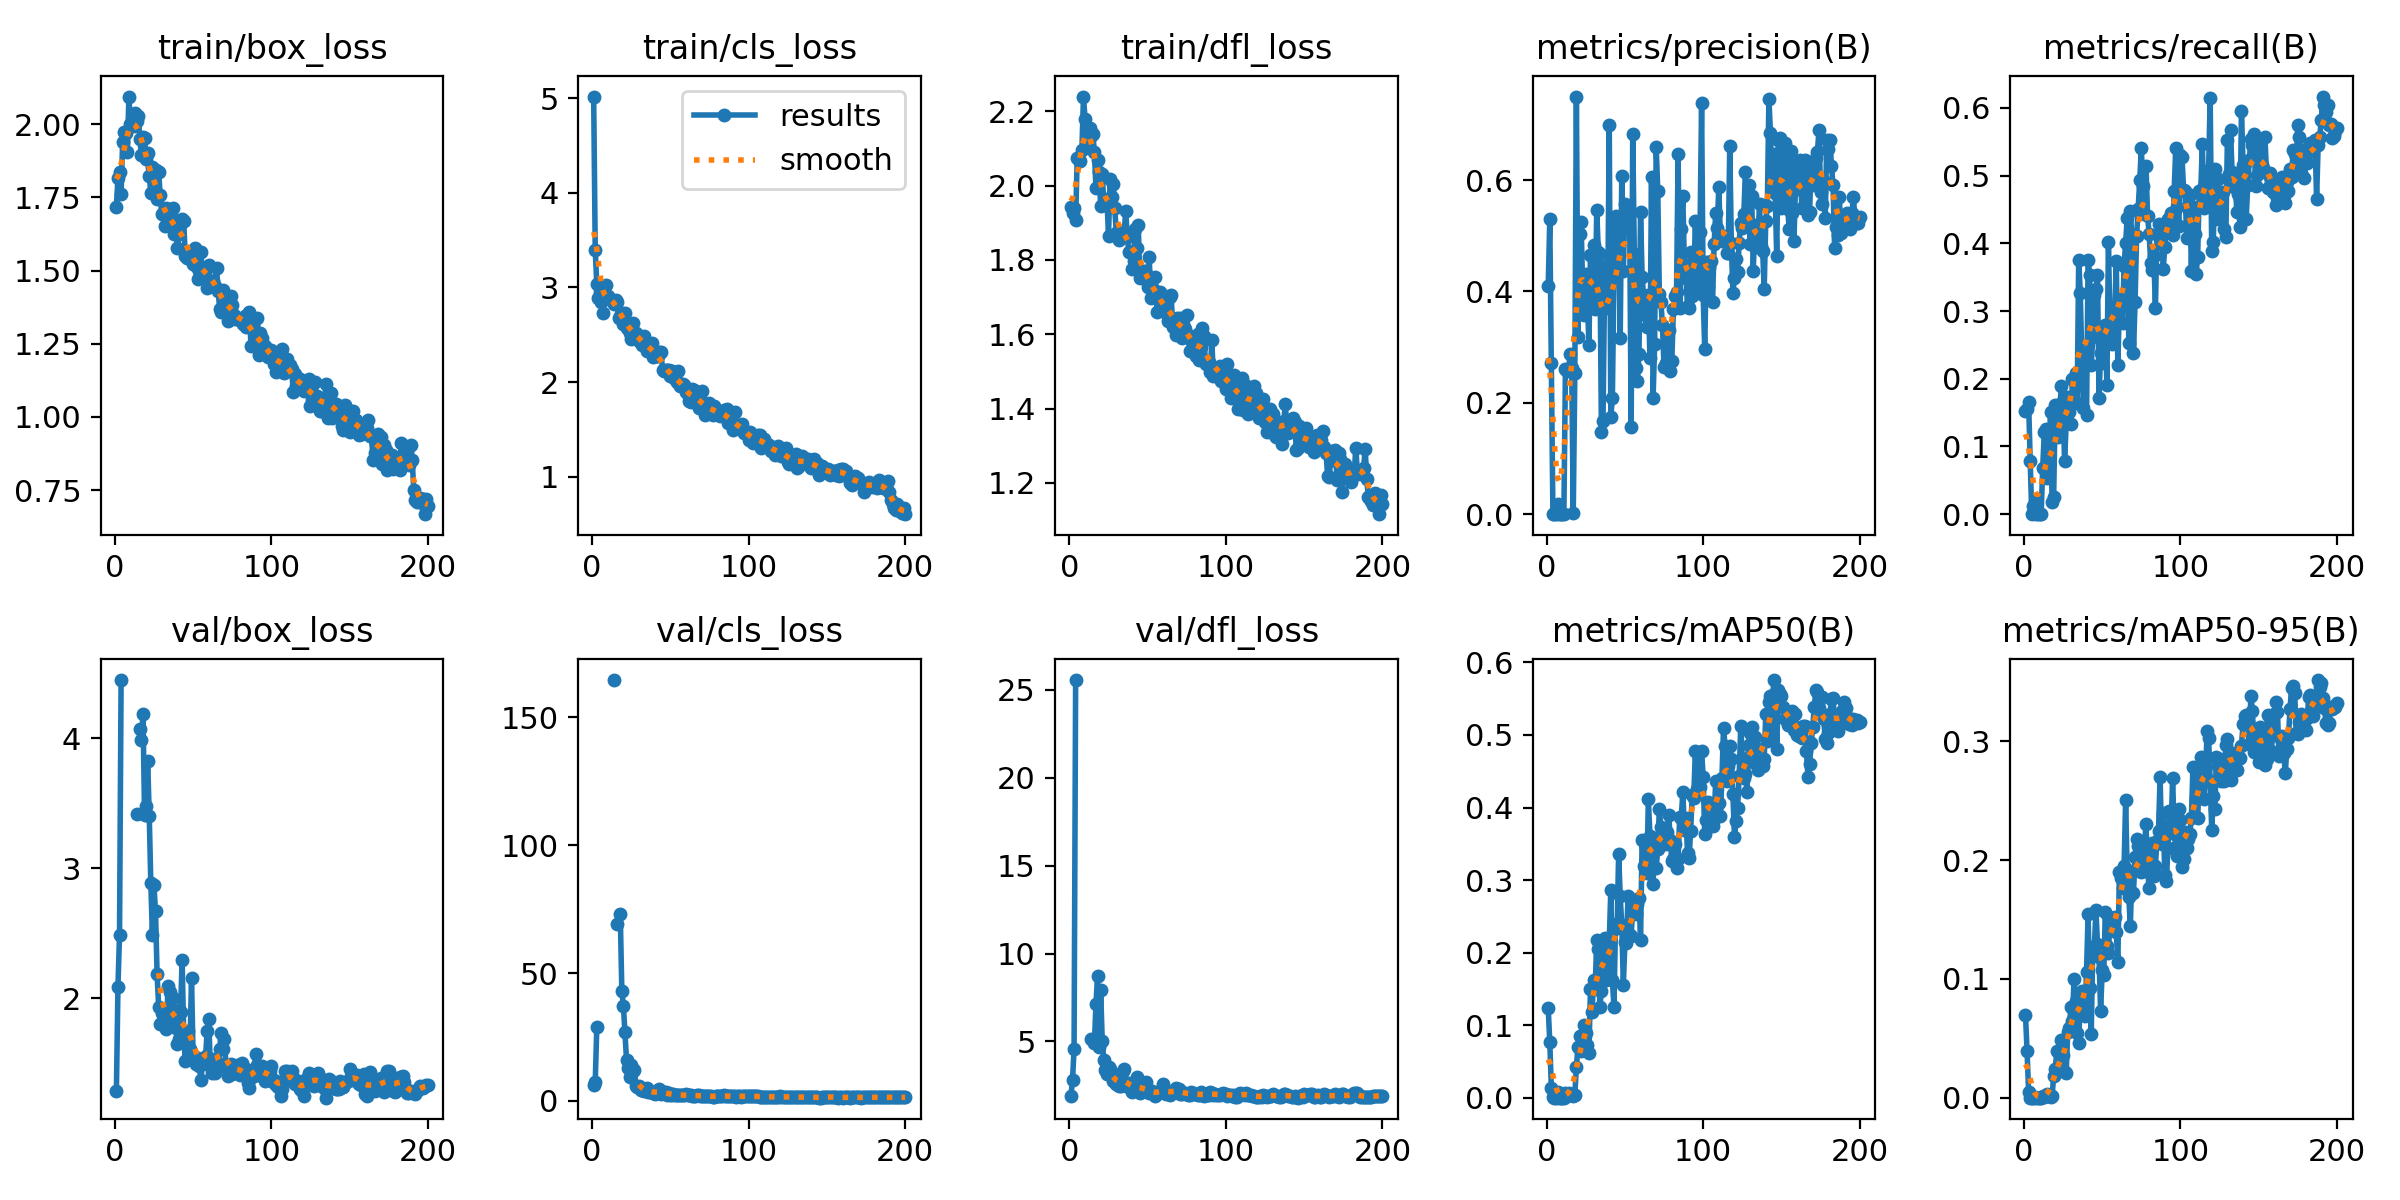 train/box_loss
2.00
1.75
1.50
1.25
1.00
0.75
0 100 200
train/cls_loss
results
smooth
5
4
3
2
1
0 100 200
train/dfl_loss
2.2
2.0
1.8
1.6
1.4
1.2
0 100 200
metrics/precision(B)
0.6
0.4
0.2
0.0
0 100 200
metrics/recall(B)
0.6
0.5
0.4
0.3
0.2
0.1
0.0
0 100 200
val/box_loss
4
3
2
0 100 200
val/cls_loss
150
100
50
0
0 100 200
val/dfl_loss
25
20
15
10
5
0 100 200
metrics/mAP50(B)
0.6
0.5
0.4
0.3
0.2
0.1
0.0
0 100 200
metrics/mAP50-95(B)
0.3
0.2
0.1
0.0
0 100 200